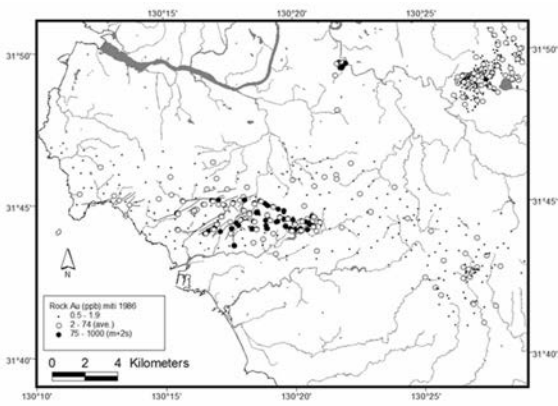 130°15' 130°20' 130°25'
31°50' 31°50'
31°45' 31°45'
N
Rock Au (ppb) miti 1986
0.5 - 1.9
2 - 74 (ave.)
75 - 1000 (m+2s)
31°40' 31°40'
0 2 4 Kilometers
130°10' 130°15' 130°20' 130°25'